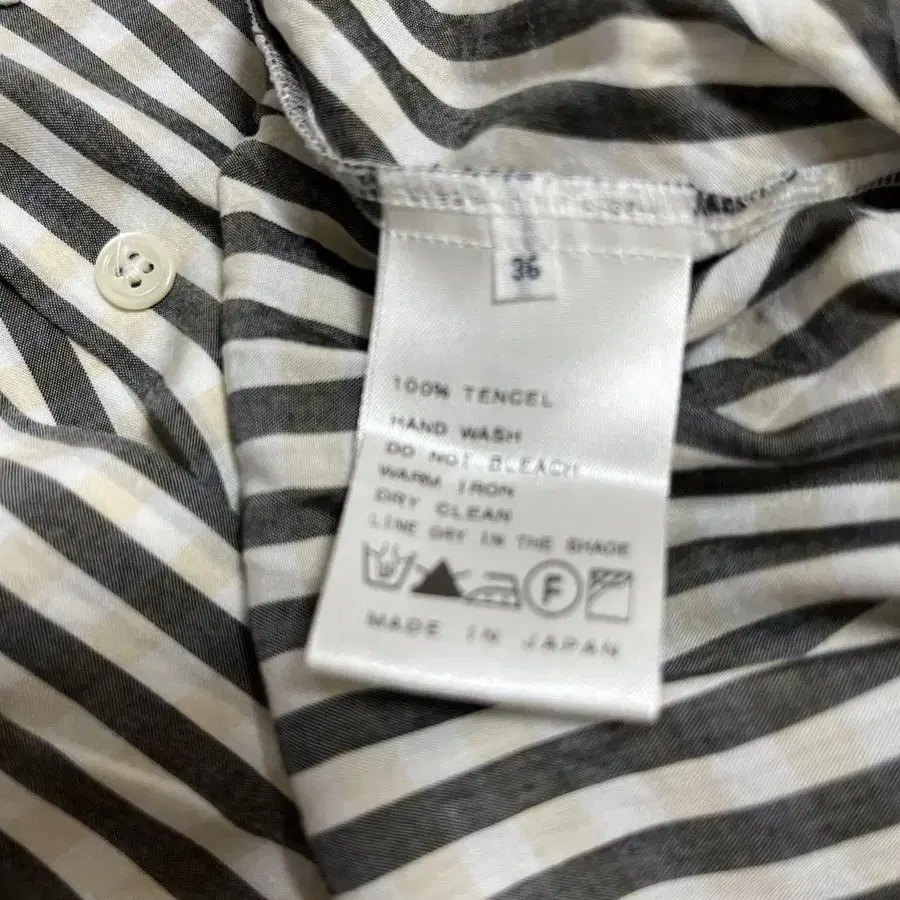 36
100% TENCEL
HAND WASH
DO NOT BLEACH
WARM IRON
DRY CLEAN
LINE DRY IN THE SHADE
F
MADE IN JAPAN